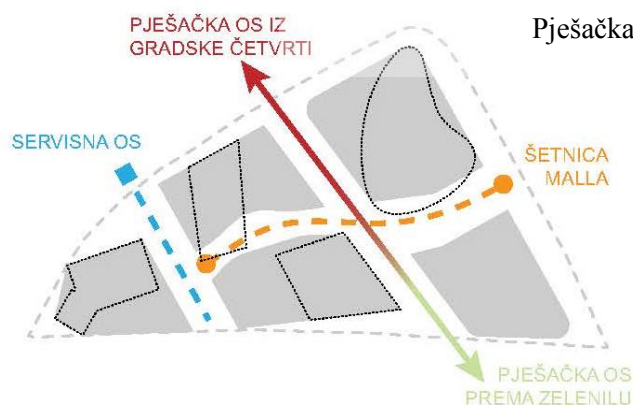 PJEŠAČKA OS IZ
GRADSKE ČETVRTI
Pješačka
SERVISNA OS
ŠETNICA
MALLA
PJEŠAČKA OS
PREMA ZELENILU